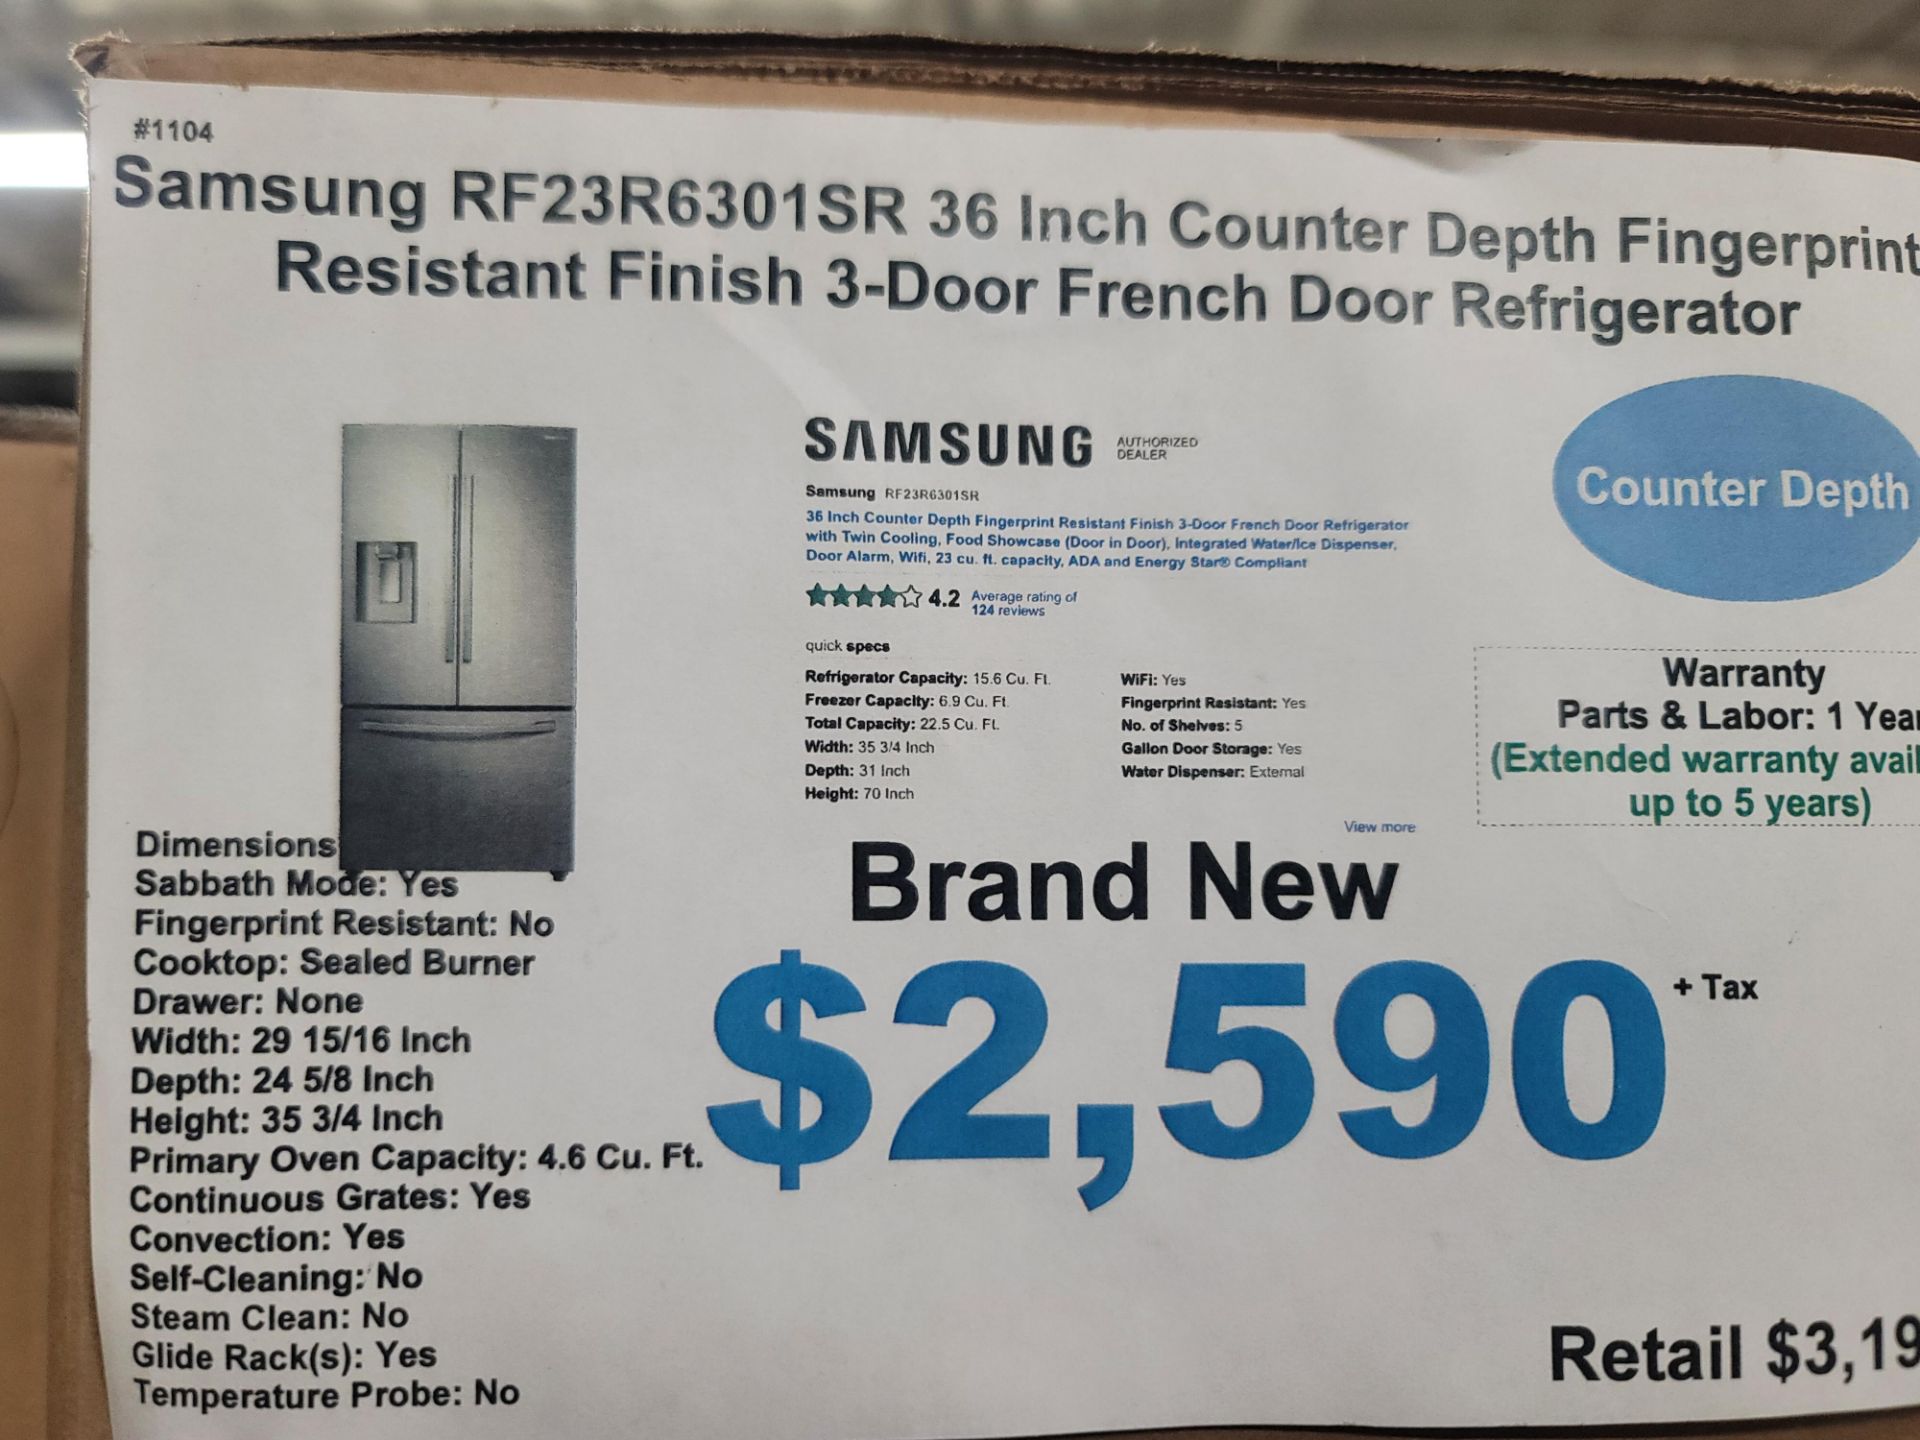 #1104
Samsung RF23R6301SR 36 Inch Counter Depth Fingerprint
Resistant Finish 3-Door French Door Refrigerator
SAMSUNG AUTHORIZED
DEALER
Samsung RF23R6301SR
36 Inch Counter Depth Fingerprint Resistant Finish 3-Door French Door Refrigerator
with Twin Cooling, Food Showcase (Door in Door), Integrated Water/Ice Dispenser,
Door Alarm, Wifi, 23 cu. ft. capacity, ADA and Energy Star® Compliant
4.2 Average rating of
124 reviews
quick specs
Refrigerator Capacity: 15.6 Cu. Ft.
Freezer Capacity: 6.9 Cu. Ft.
Total Capacity: 22.5 Cu. Ft.
Width: 35 3/4 Inch
Depth: 31 Inch
Height: 70 Inch
WiFi: Yes
Fingerprint Resistant: Yes
No. of Shelves: 5
Gallon Door Storage: Yes
Water Dispenser: External
View more
Counter Depth
Warranty
Parts & Labor: 1 Year
(Extended warranty avail
up to 5 years)
Dimensions
Sabbath Mode: Yes
Fingerprint Resistant: No
Cooktop: Sealed Burner
Drawer: None
Width: 29 15/16 Inch
Depth: 24 5/8 Inch
Height: 35 3/4 Inch
Primary Oven Capacity: 4.6 Cu. Ft.
Continuous Grates: Yes
Convection: Yes
Self-Cleaning: No
Steam Clean: No
Glide Rack(s): Yes
Temperature Probe: No
Brand New
$2,590 + Tax
Retail $3,19